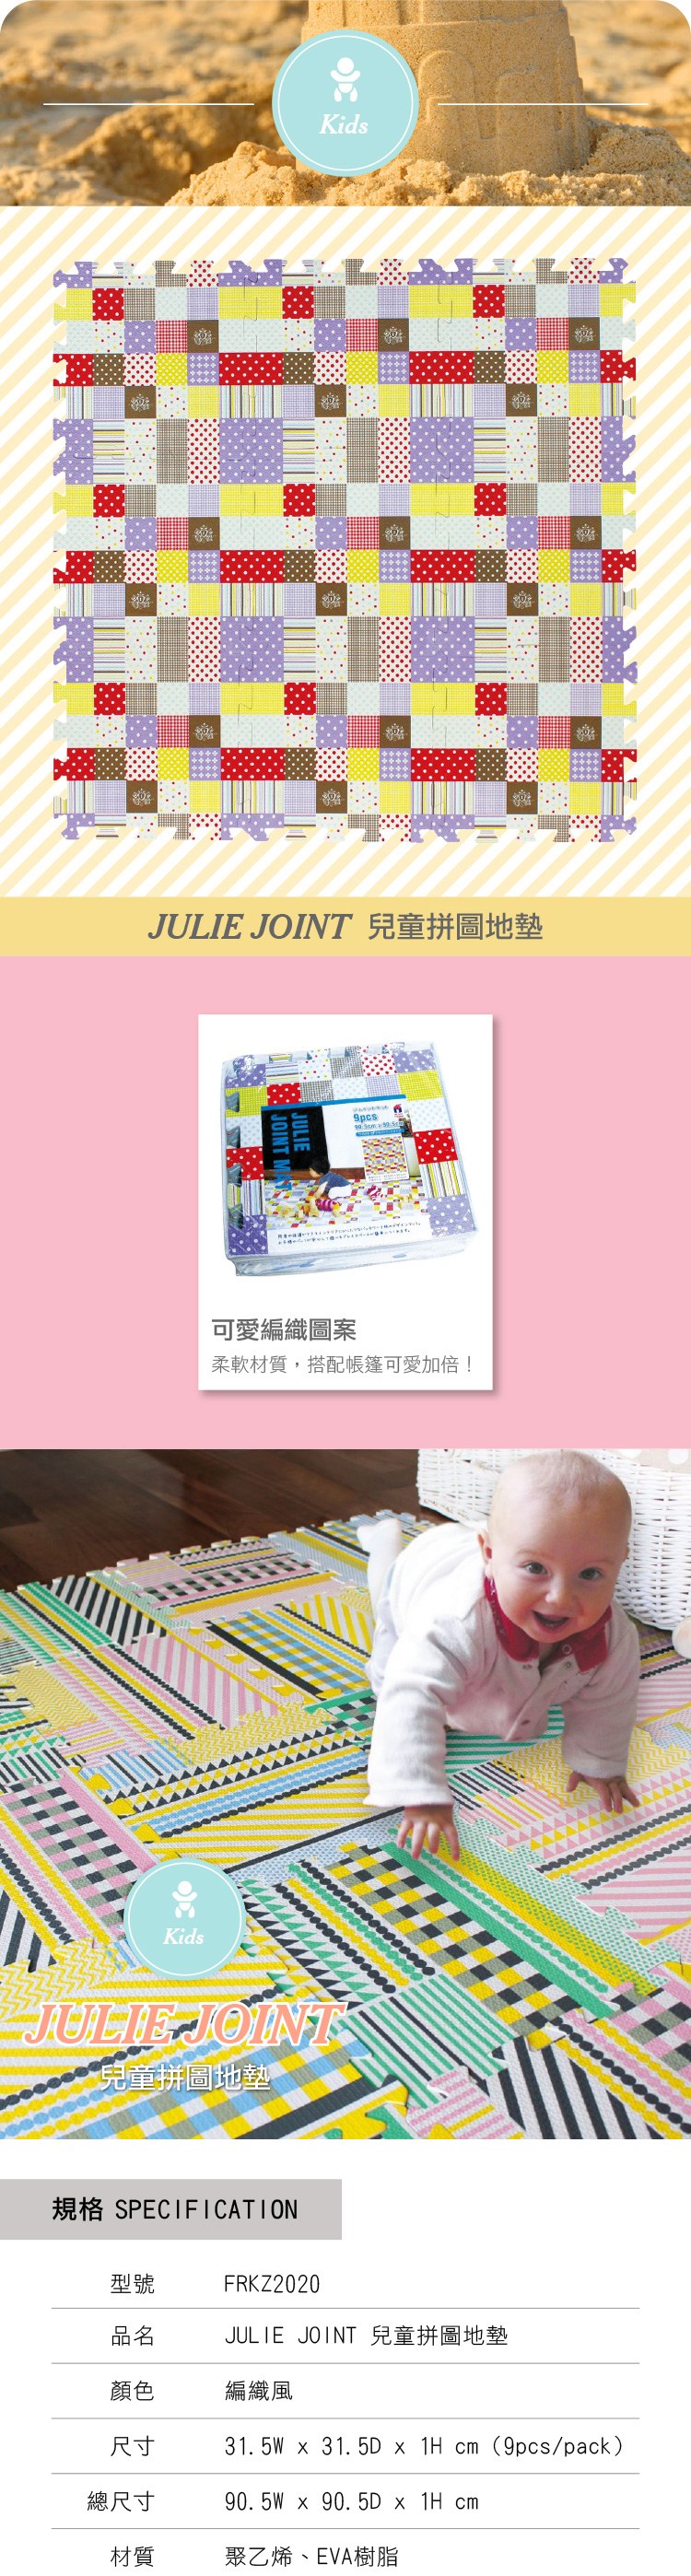 Kids
JULIE JOINT 兒童拼圖地墊
9pcs
JULIE
JOINT MAT
可愛編織圖案
柔軟材質，搭配帳篷可愛加倍！
Kids
JULIE JOINT
兒童拼圖地墊
規格 SPECIFICATION
型號 FRKZ2020
品名 JULIE JOINT 兒童拼圖地墊
顏色 編織風
尺寸 31.5W x 31.5D x 1H cm（9pcs/pack）
總尺寸 90.5W x 90.5D x 1H cm
材質 聚乙烯、EVA樹脂